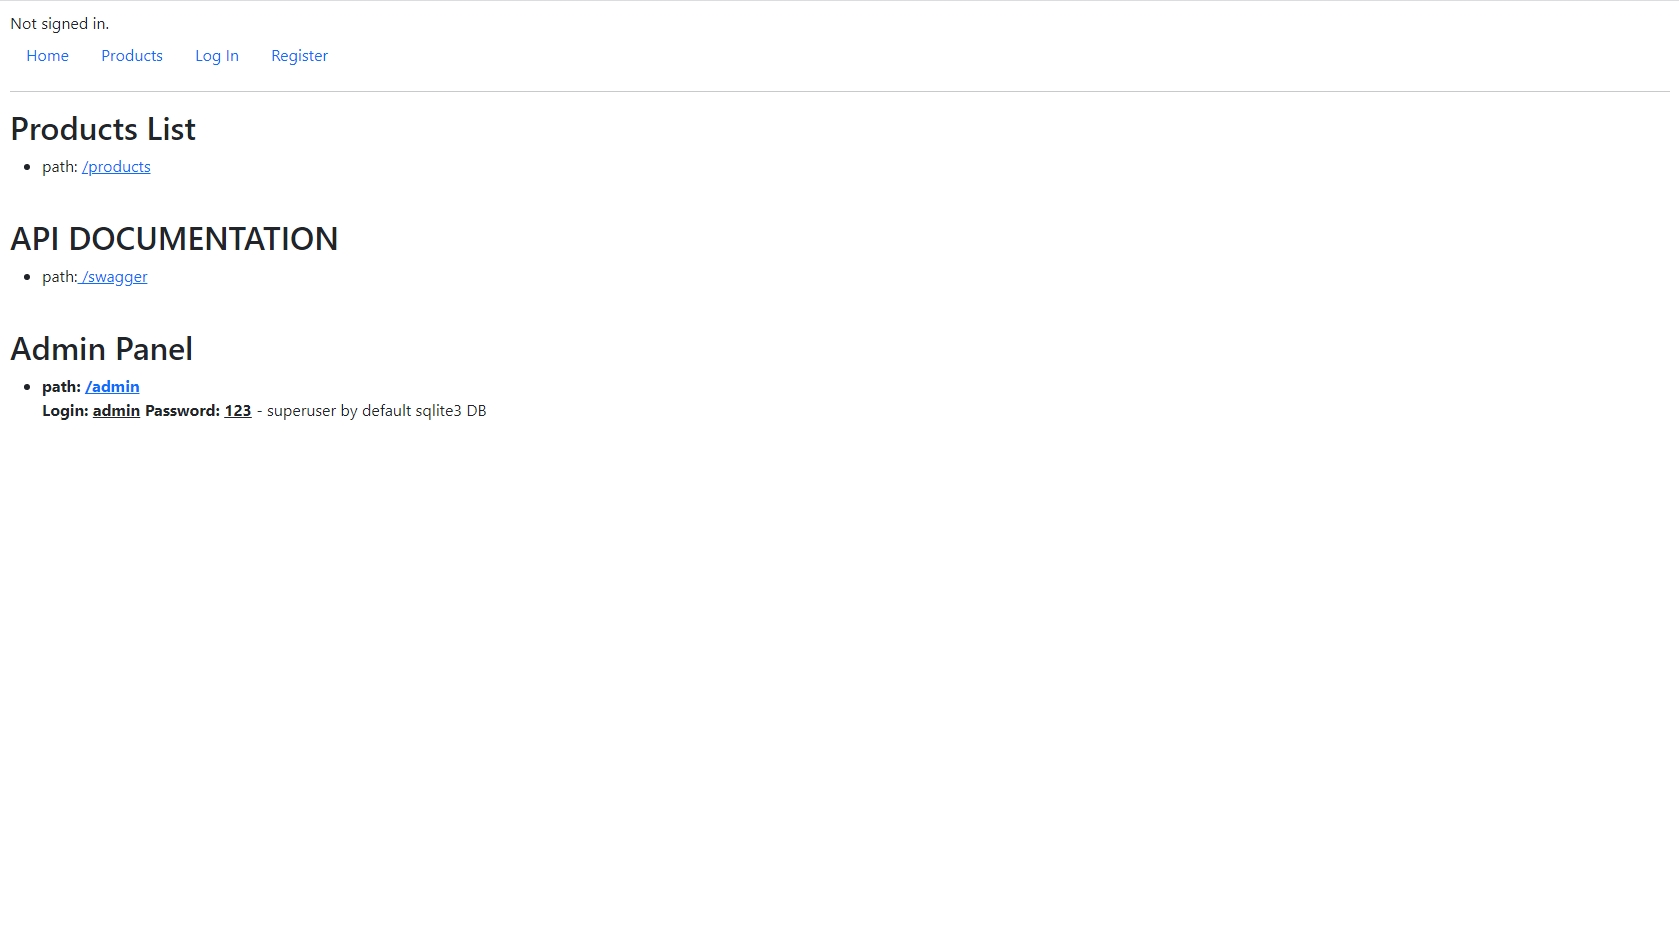 Not signed in.
Home Products Log In Register
Products List
path: /products
API DOCUMENTATION
path: /swagger
Admin Panel
path: /admin
Login: admin Password: 123 - superuser by default sqlite3 DB